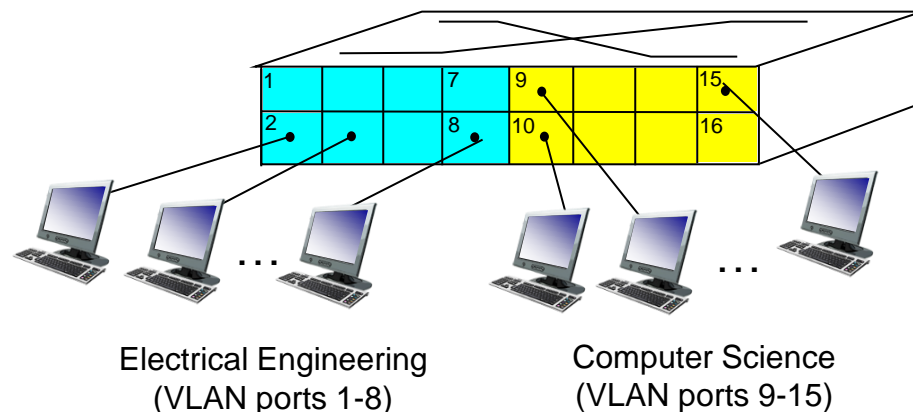 1 7 9 15
2 8 10 16
... ...
Electrical Engineering
(VLAN ports 1-8)
Computer Science
(VLAN ports 9-15)